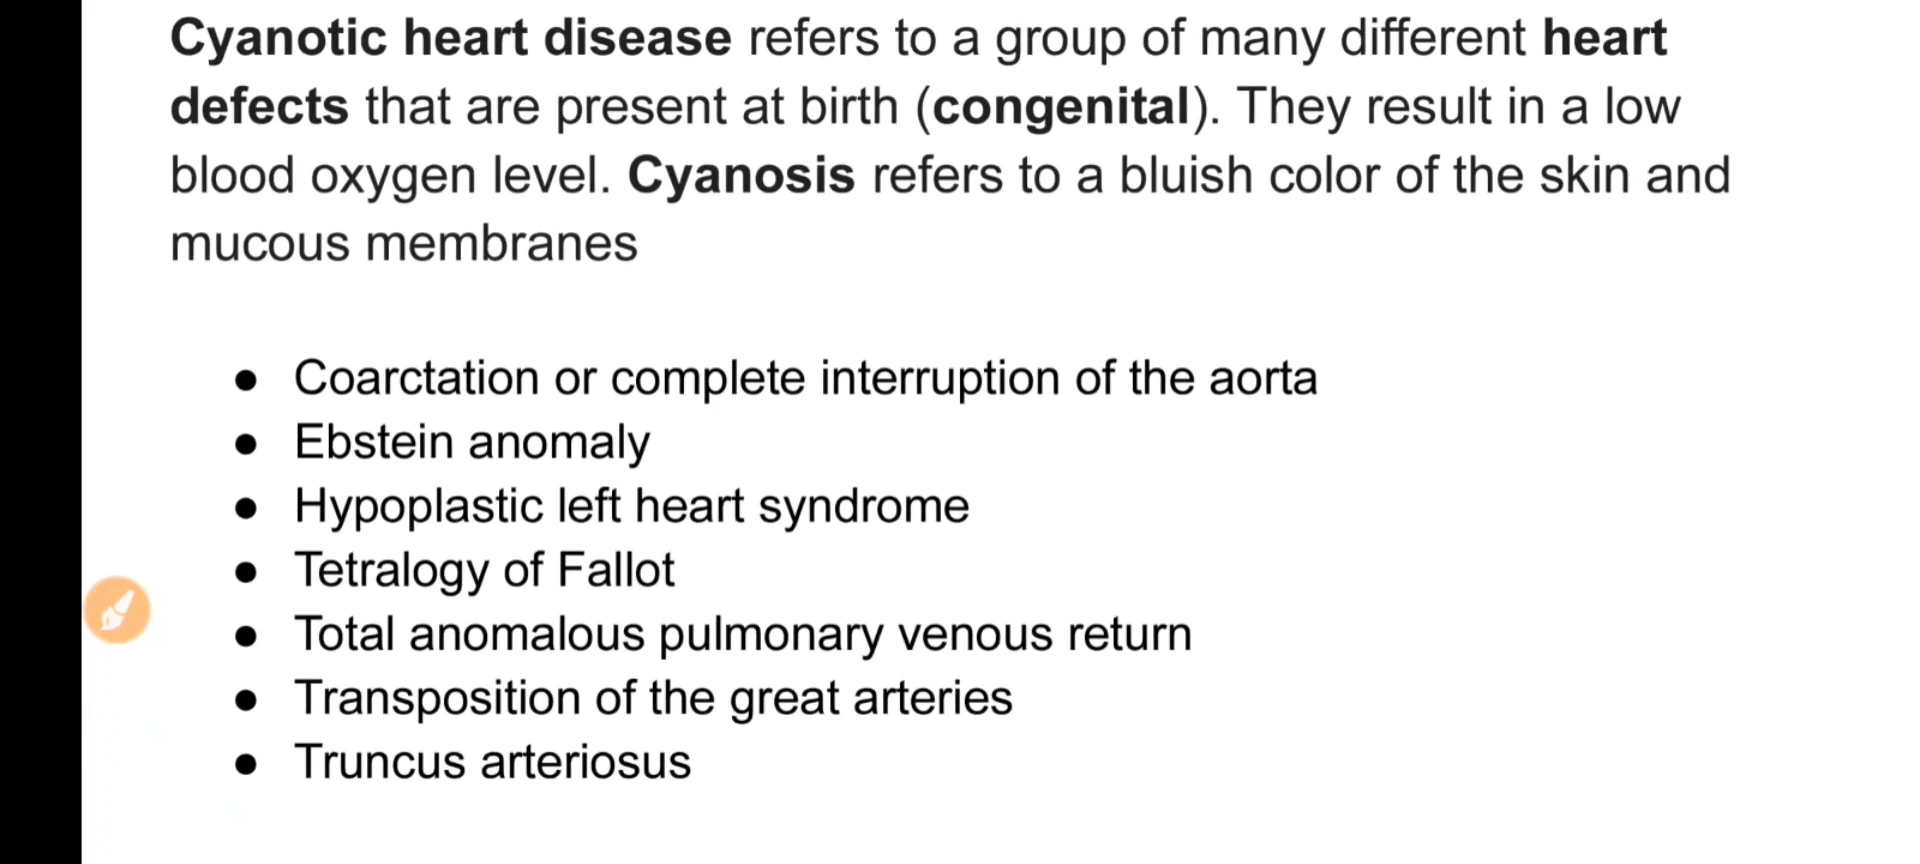 Cyanotic heart disease refers to a group of many different heart
defects that are present at birth (congenital). They result in a low
blood oxygen level. Cyanosis refers to a bluish color of the skin and
mucous membranes
● Coarctation or complete interruption of the aorta
● Ebstein anomaly
● Hypoplastic left heart syndrome
● Tetralogy of Fallot
● Total anomalous pulmonary venous return
● Transposition of the great arteries
● Truncus arteriosus